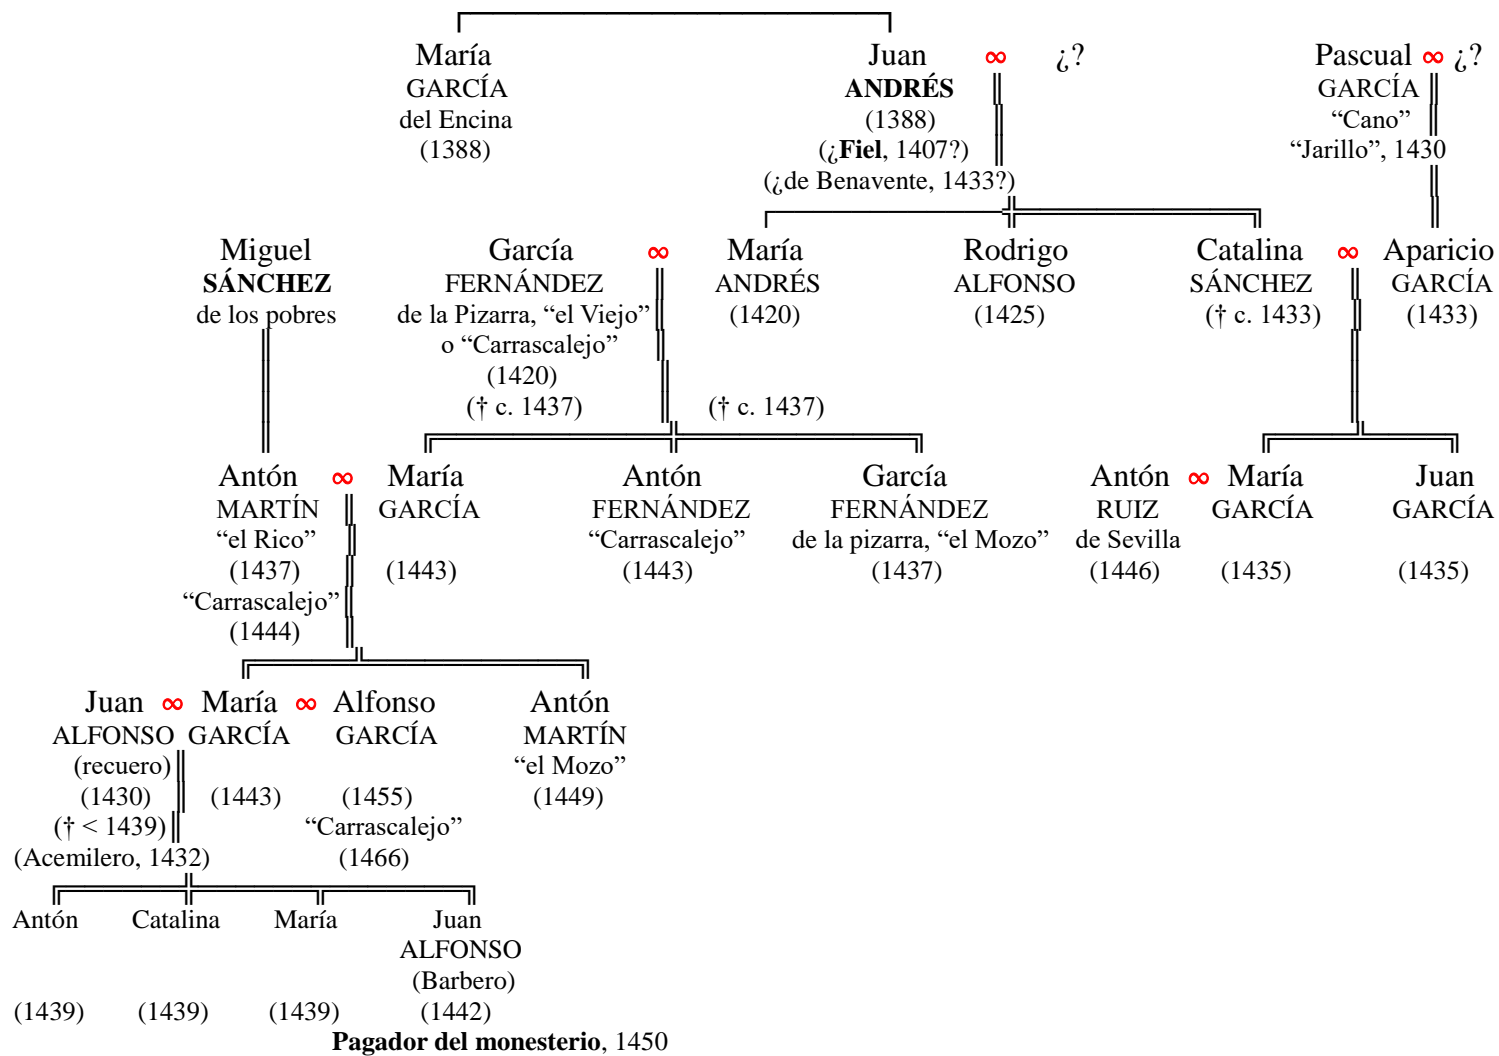 María Juan ∞ ¿? Pascual ∞ ¿?
GARCÍA ANDRÉS GARCÍA
del Encina (1388) “Cano”
(1388) (¿Fiel, 1407?) “Jarillo”, 1430
(¿de Benavente, 1433?)
Miguel García ∞ María Rodrigo Catalina ∞ Aparicio
SÁNCHEZ FERNÁNDEZ ANDRÉS ALFONSO SÁNCHEZ GARCÍA
de los pobres de la Pizarra, “el Viejo” (1420) (1425) († c. 1433) (1433)
o “Carrascalejo”
(1420)
(† c. 1437) († c. 1437)
Antón ∞ María Antón García Antón ∞ María Juan
MARTÍN GARCÍA FERNÁNDEZ FERNÁNDEZ RUIZ GARCÍA GARCÍA
“el Rico” “Carrascalejo” de la pizarra, “el Mozo” de Sevilla
(1437) (1443) (1443) (1437) (1446) (1435) (1435)
“Carrascalejo”
(1444)
Juan ∞ María ∞ Alfonso Antón
ALFONSO GARCÍA GARCÍA MARTÍN
(recuero) “el Mozo”
(1430) (1443) (1455) (1449)
(† < 1439) “Carrascalejo”
(Acemilero, 1432) (1466)
Antón Catalina María Juan
ALFONSO
(Barbero)
(1439) (1439) (1439) (1442)
Pagador del monesterio, 1450